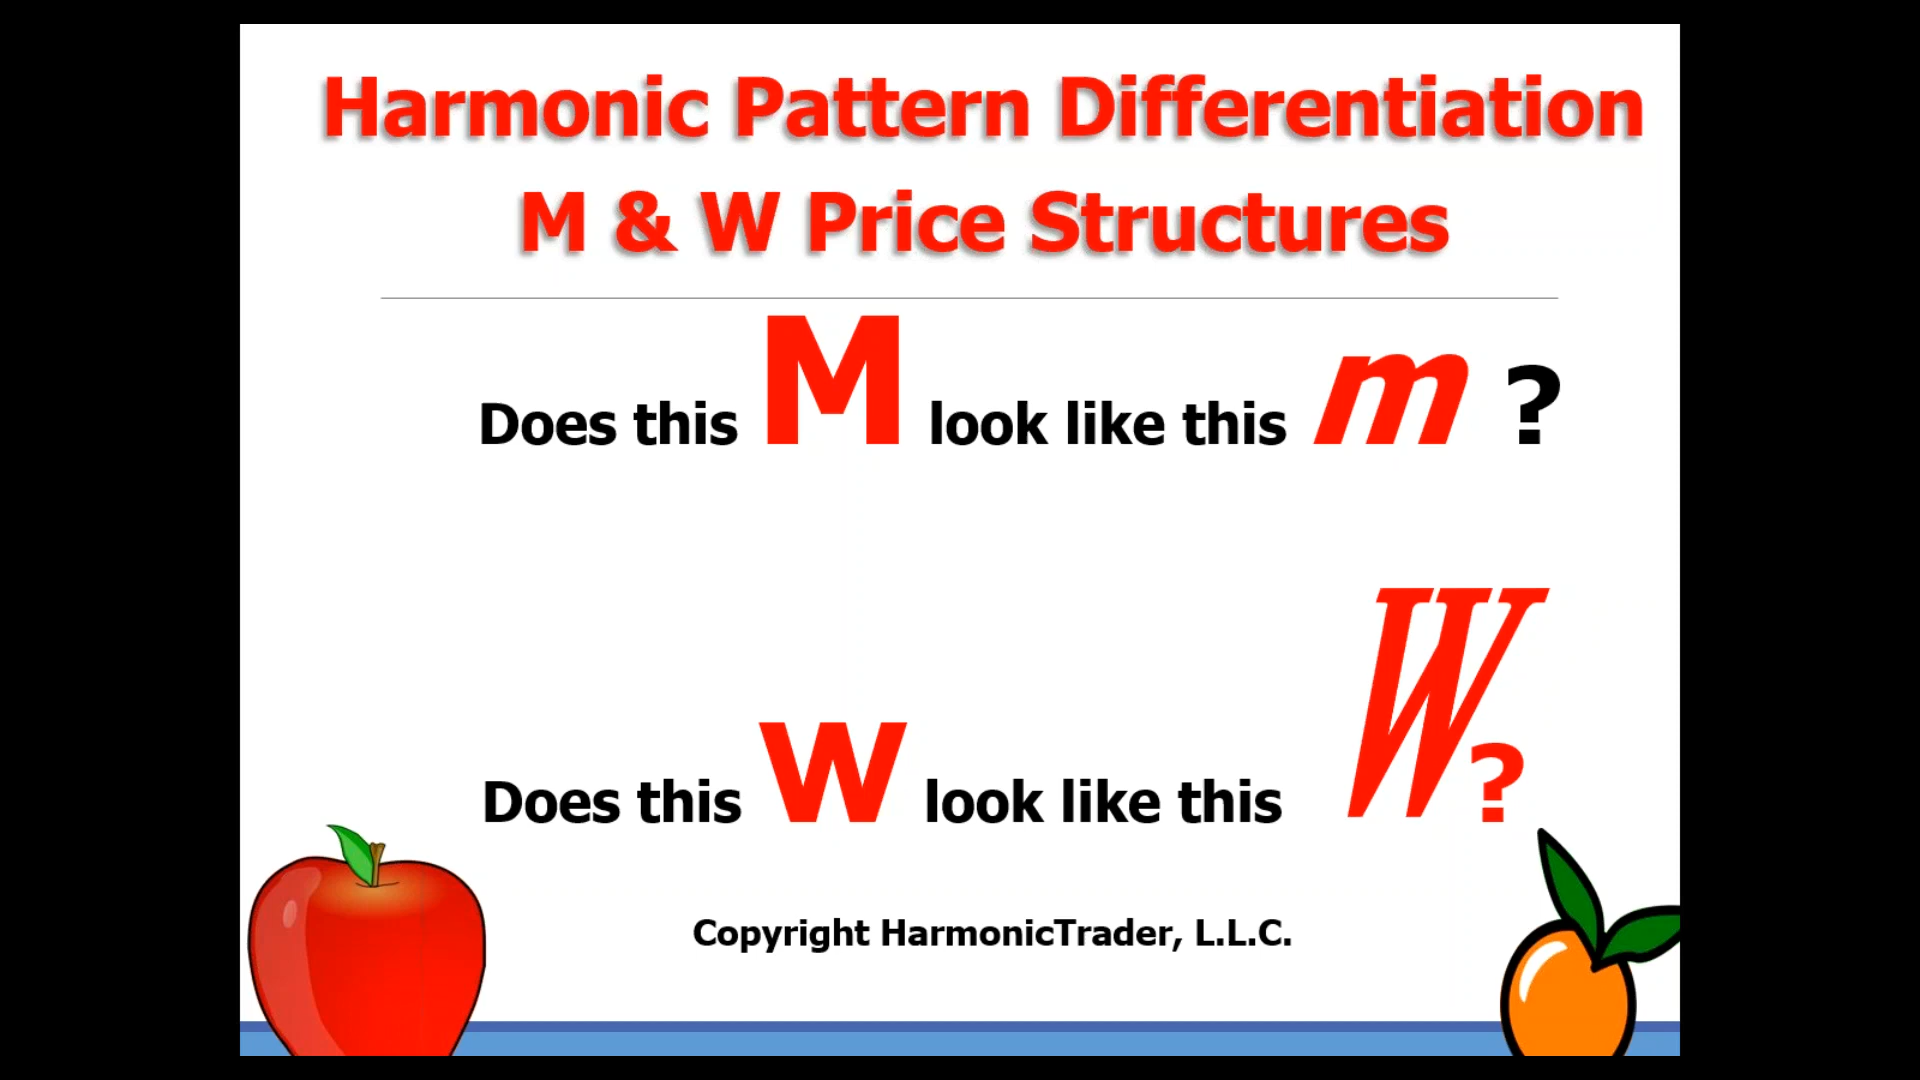 Harmonic Pattern Differentiation
M & W Price Structures
Does this M look like this m ?
Does this w look like this W?
Copyright HarmonicTrader, L.L.C.